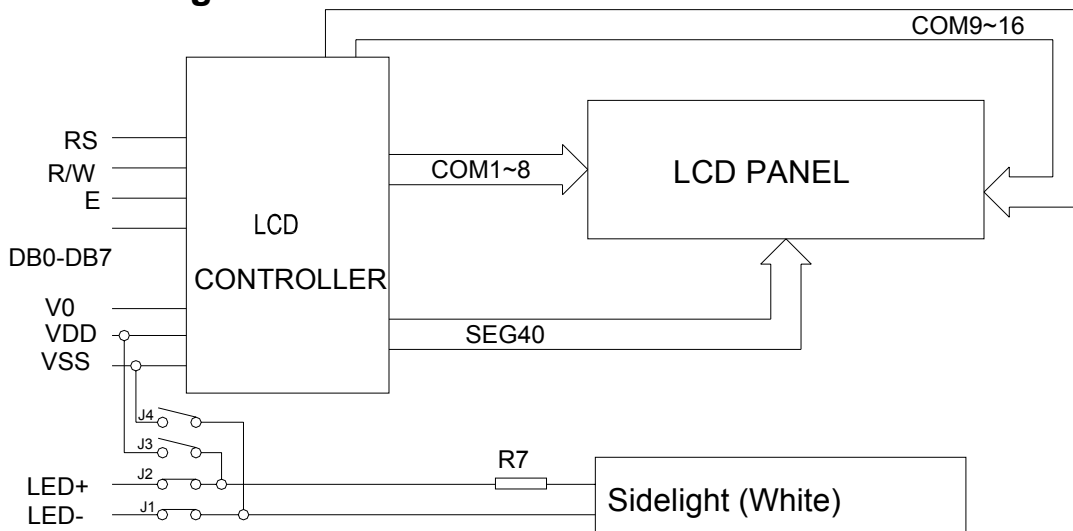 COM9~16
RS
R/W
E
DB0-DB7
V0
VDD
VSS
LCD
CONTROLLER
COM1~8
LCD PANEL
SEG40
J4
J3
J2
J1
LED+
LED-
R7
Sidelight (White)